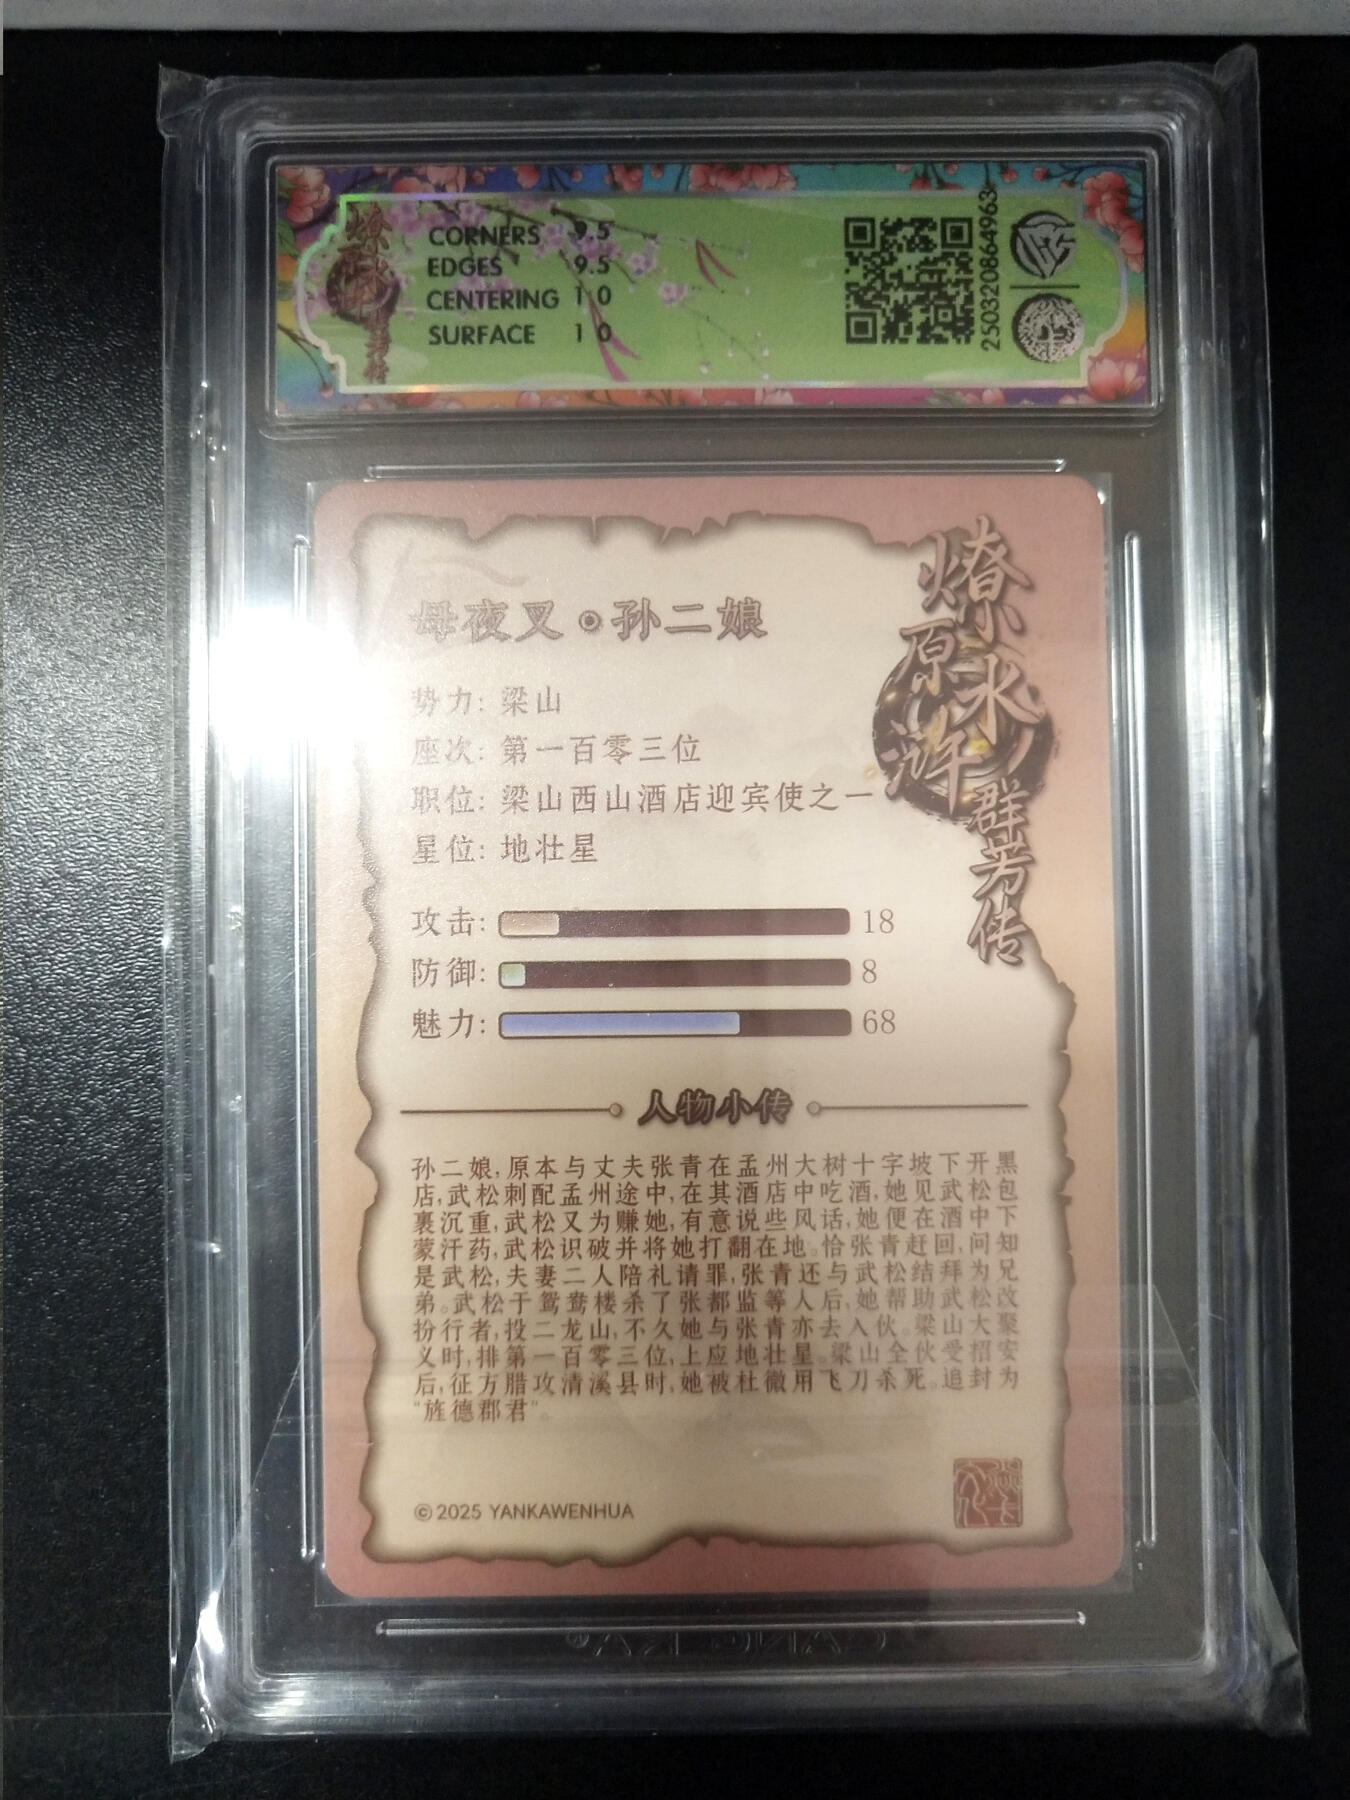 CORNERS 9.5
EDGES 9.5
CENTERING 10
SURFACE 10
250320864963
燎原水浒
群芳传
母夜叉·孙二娘
势力: 梁山
座次: 第一百零三位
职位: 梁山西山酒店迎宾使之一
星位: 地壮星
攻击: 18
防御: 8
魅力: 68
人物小传
孙二娘,原本与丈夫张青在孟州大树十字坡下开黑
店,武松刺配孟州途中,在其酒店中吃酒,她见武松包
裹沉重,武松又为赚她,有意说些风话,她便在酒中下
蒙汗药,武松识破并将她打翻在地。恰张青赶回,问知
是武松,夫妻二人陪礼请罪,张青还与武松结拜为兄
弟。武松于鸳鸯楼杀了张都监等人后,她帮助武松改
扮行者,投二龙山,不久她与张青亦去入伙。梁山大聚
义时,排第一百零三位,上应地壮星。梁山全伙受招安
后,征方腊攻清溪县时,她被杜微用飞刀杀死。追封为
“旌德郡君”。
©2025 YANKAWENHUA